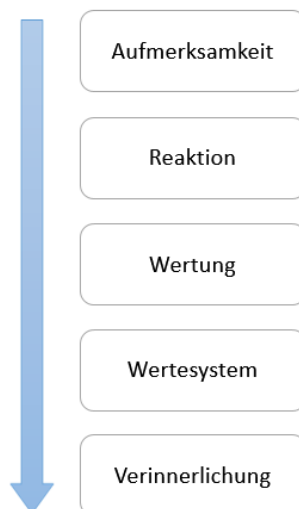 Aufmerksamkeit
Reaktion
Wertung
Wertesystem
Verinnerlichung